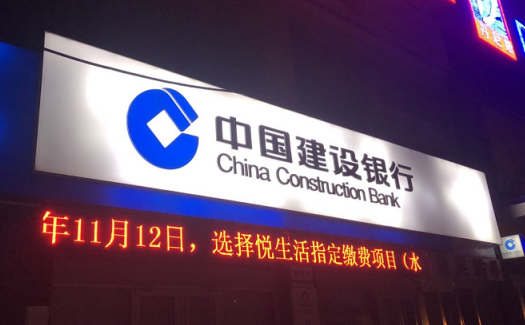 中国建设银行
China Construction Bank
年11月12日，选择悦生活指定缴费项目（水